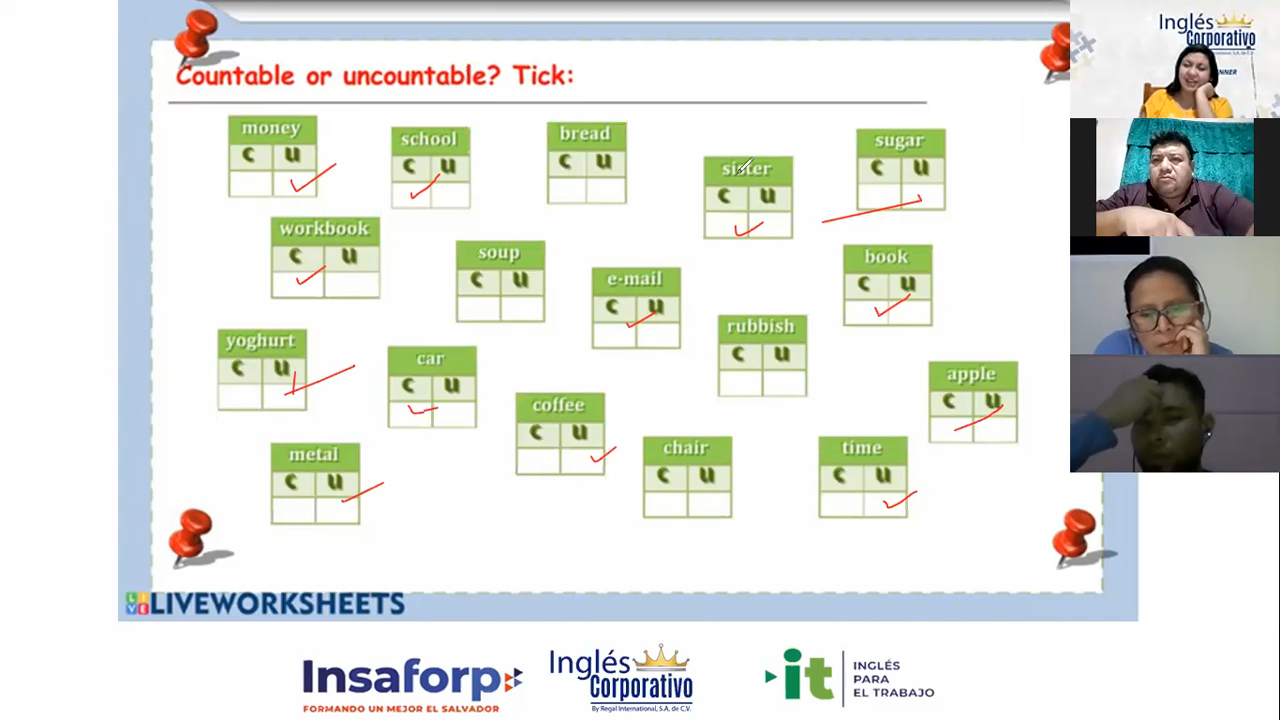 Countable or uncountable? Tick:
money
c u
school
c u
bread
c u
sister
c u
sugar
c u
workbook
c u
soup
c u
e-mail
c u
book
c u
yoghurt
c u
car
c u
rubbish
c u
apple
c u
coffee
c u
metal
c u
chair
c u
time
c u
LIVE LIVEWORKSHEETS
Insaforp
FORMANDO UN MEJOR EL SALVADOR
Inglés
Corporativo
By Regal International, S.A. de C.V.
it
INGLÉS
PARA
EL TRABAJO
Inglés
Corporativo